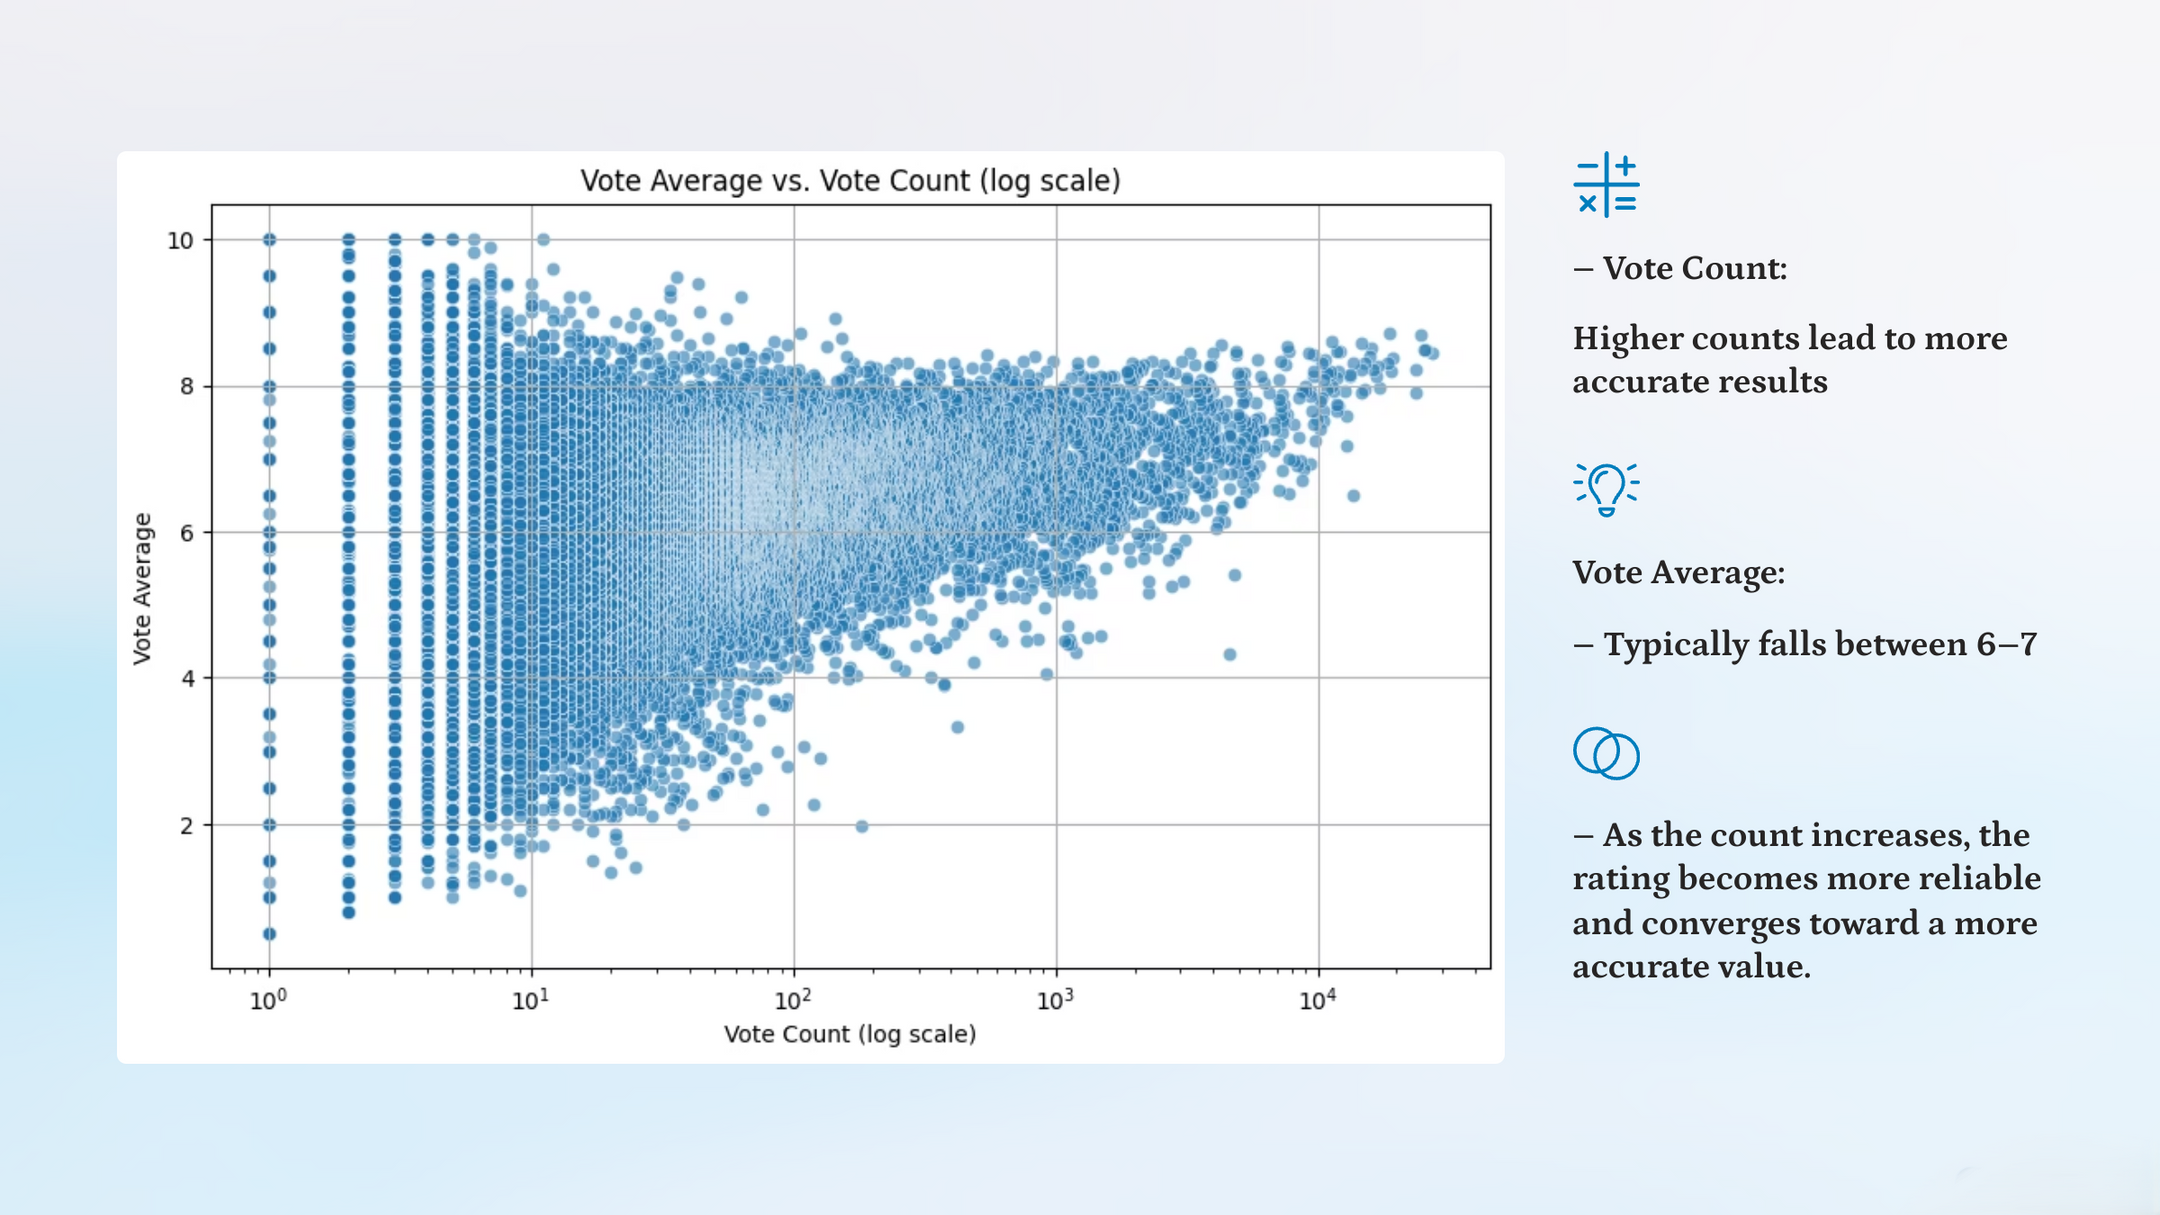 Vote Average vs. Vote Count (log scale)
10
8
6
4
2
Vote Average
10⁰
10¹
10²
10³
10⁴
Vote Count (log scale)
– Vote Count:
Higher counts lead to more
accurate results
Vote Average:
– Typically falls between 6–7
– As the count increases, the
rating becomes more reliable
and converges toward a more
accurate value.